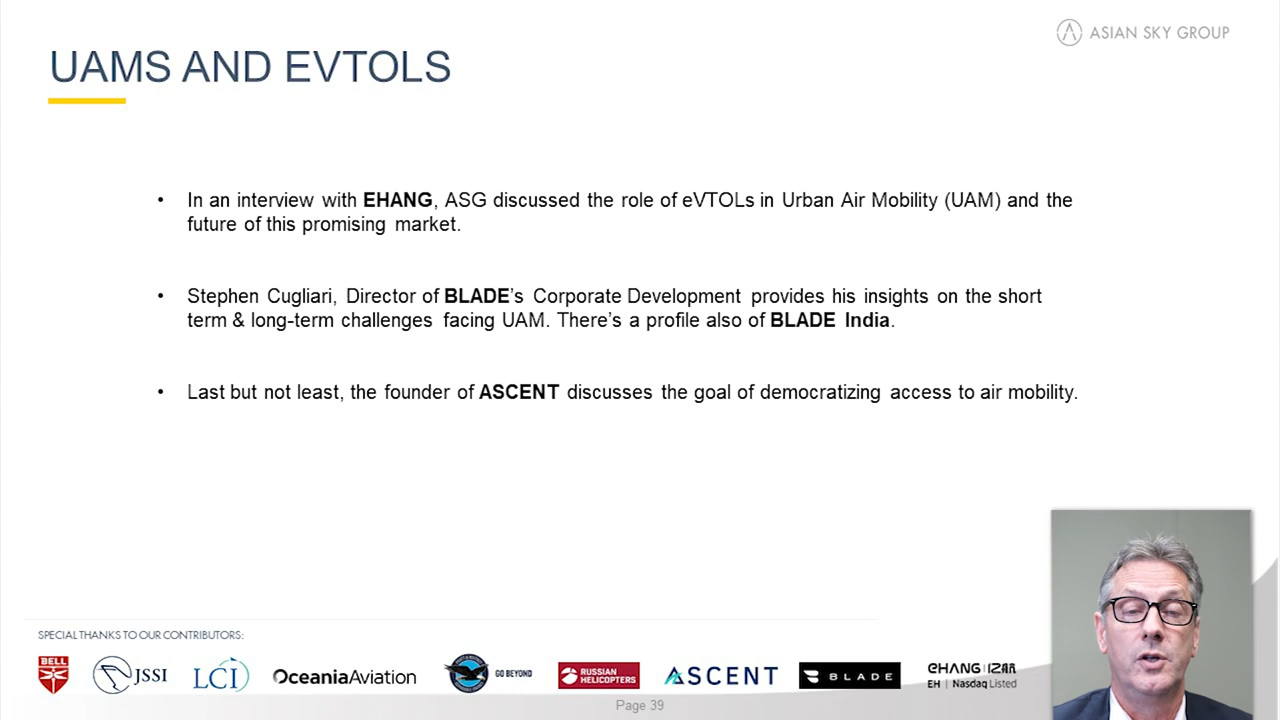 ASIAN SKY GROUP
UAMS AND EVTOLS
• In an interview with EHANG, ASG discussed the role of eVTOLs in Urban Air Mobility (UAM) and the
future of this promising market.
• Stephen Cugliari, Director of BLADE’s Corporate Development provides his insights on the short
term & long-term challenges facing UAM. There’s a profile also of BLADE India.
• Last but not least, the founder of ASCENT discusses the goal of democratizing access to air mobility.
SPECIAL THANKS TO OUR CONTRIBUTORS:
BELL
JSSI
LCI
OceaniaAviation
GO BEYOND
RUSSIAN
HELICOPTERS
ASCENT
BLADE
EHANG 亿航
EH | Nasdaq Listed
Page 39